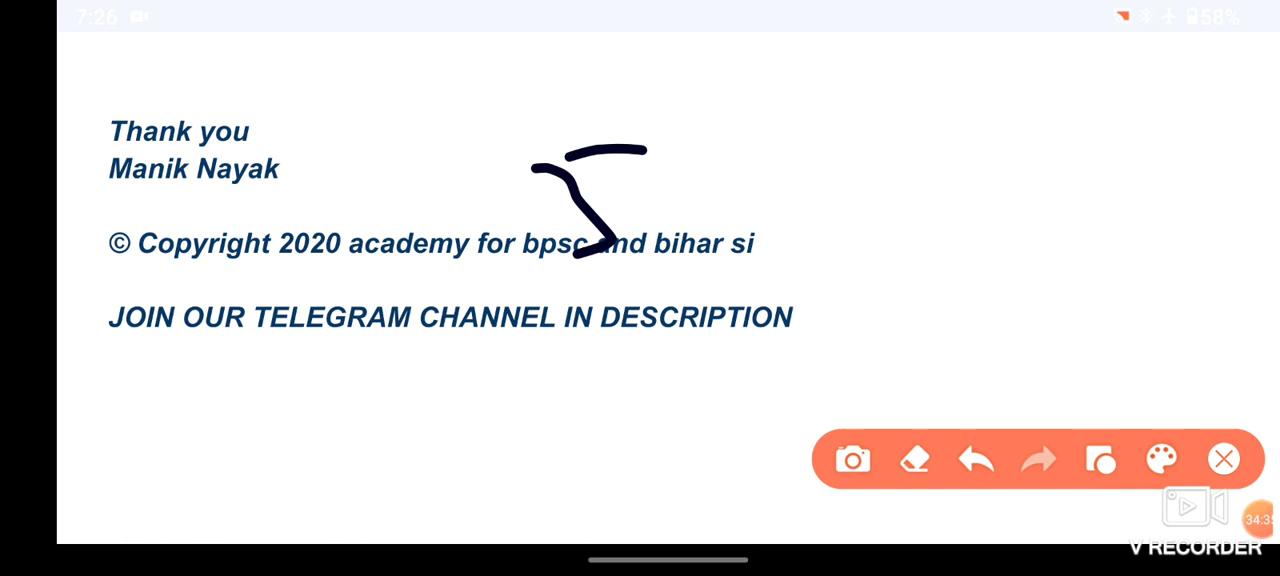 7:26
58%
Thank you
Manik Nayak
© Copyright 2020 academy for bpsc and bihar si
JOIN OUR TELEGRAM CHANNEL IN DESCRIPTION
34:35
V RECORDER